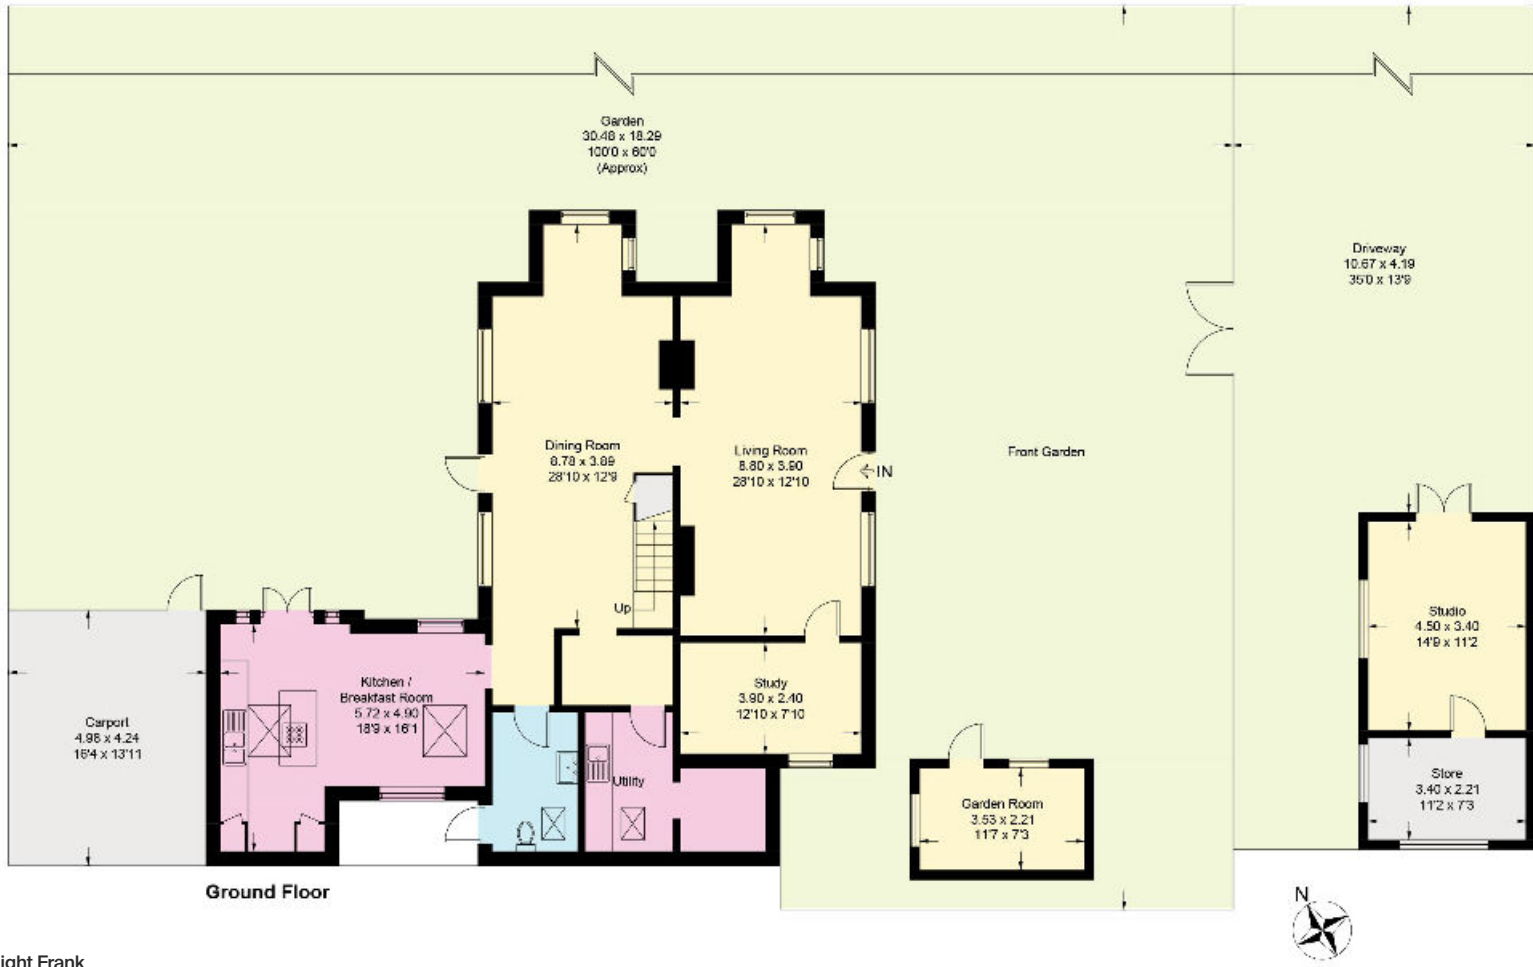 Garden
30.48 x 18.29
100'0 x 60'0
(Approx)
Driveway
10.67 x 4.19
35'0 x 13'9
Dining Room
8.78 x 3.89
28'10 x 12'9
Living Room
8.80 x 3.90
28'10 x 12'10
IN
Front Garden
Up
Studio
4.50 x 3.40
14'9 x 11'2
Kitchen /
Breakfast Room
5.72 x 4.90
18'9 x 16'1
Study
3.90 x 2.40
12'10 x 7'10
Carport
4.98 x 4.24
16'4 x 13'11
Utility
Garden Room
3.53 x 2.21
11'7 x 7'3
Store
3.40 x 2.21
11'2 x 7'3
Ground Floor
N
ight Frank